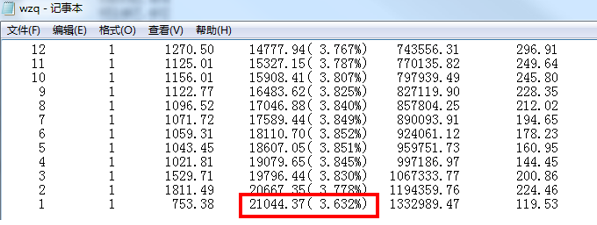 wzq - 记事本
文件(F) 编辑(E) 格式(O) 查看(V) 帮助(H)
12 1 1270.50 14777.94( 3.767%) 743556.31 296.91
11 1 1125.01 15327.15( 3.787%) 770135.82 249.64
10 1 1156.01 15908.41( 3.807%) 797939.49 245.80
9 1 1122.77 16483.62( 3.825%) 827119.90 228.35
8 1 1096.52 17046.88( 3.840%) 857804.25 212.02
7 1 1071.72 17589.44( 3.849%) 890093.91 194.65
6 1 1059.31 18110.70( 3.852%) 924061.12 178.23
5 1 1043.45 18607.05( 3.851%) 959751.73 160.95
4 1 1021.81 19079.65( 3.845%) 997186.97 144.45
3 1 1529.71 19796.44( 3.830%) 1067333.77 200.86
2 1 1811.49 20667.35( 3.778%) 1194359.76 224.46
1 1 753.38 21044.37( 3.632%) 1332989.47 119.53